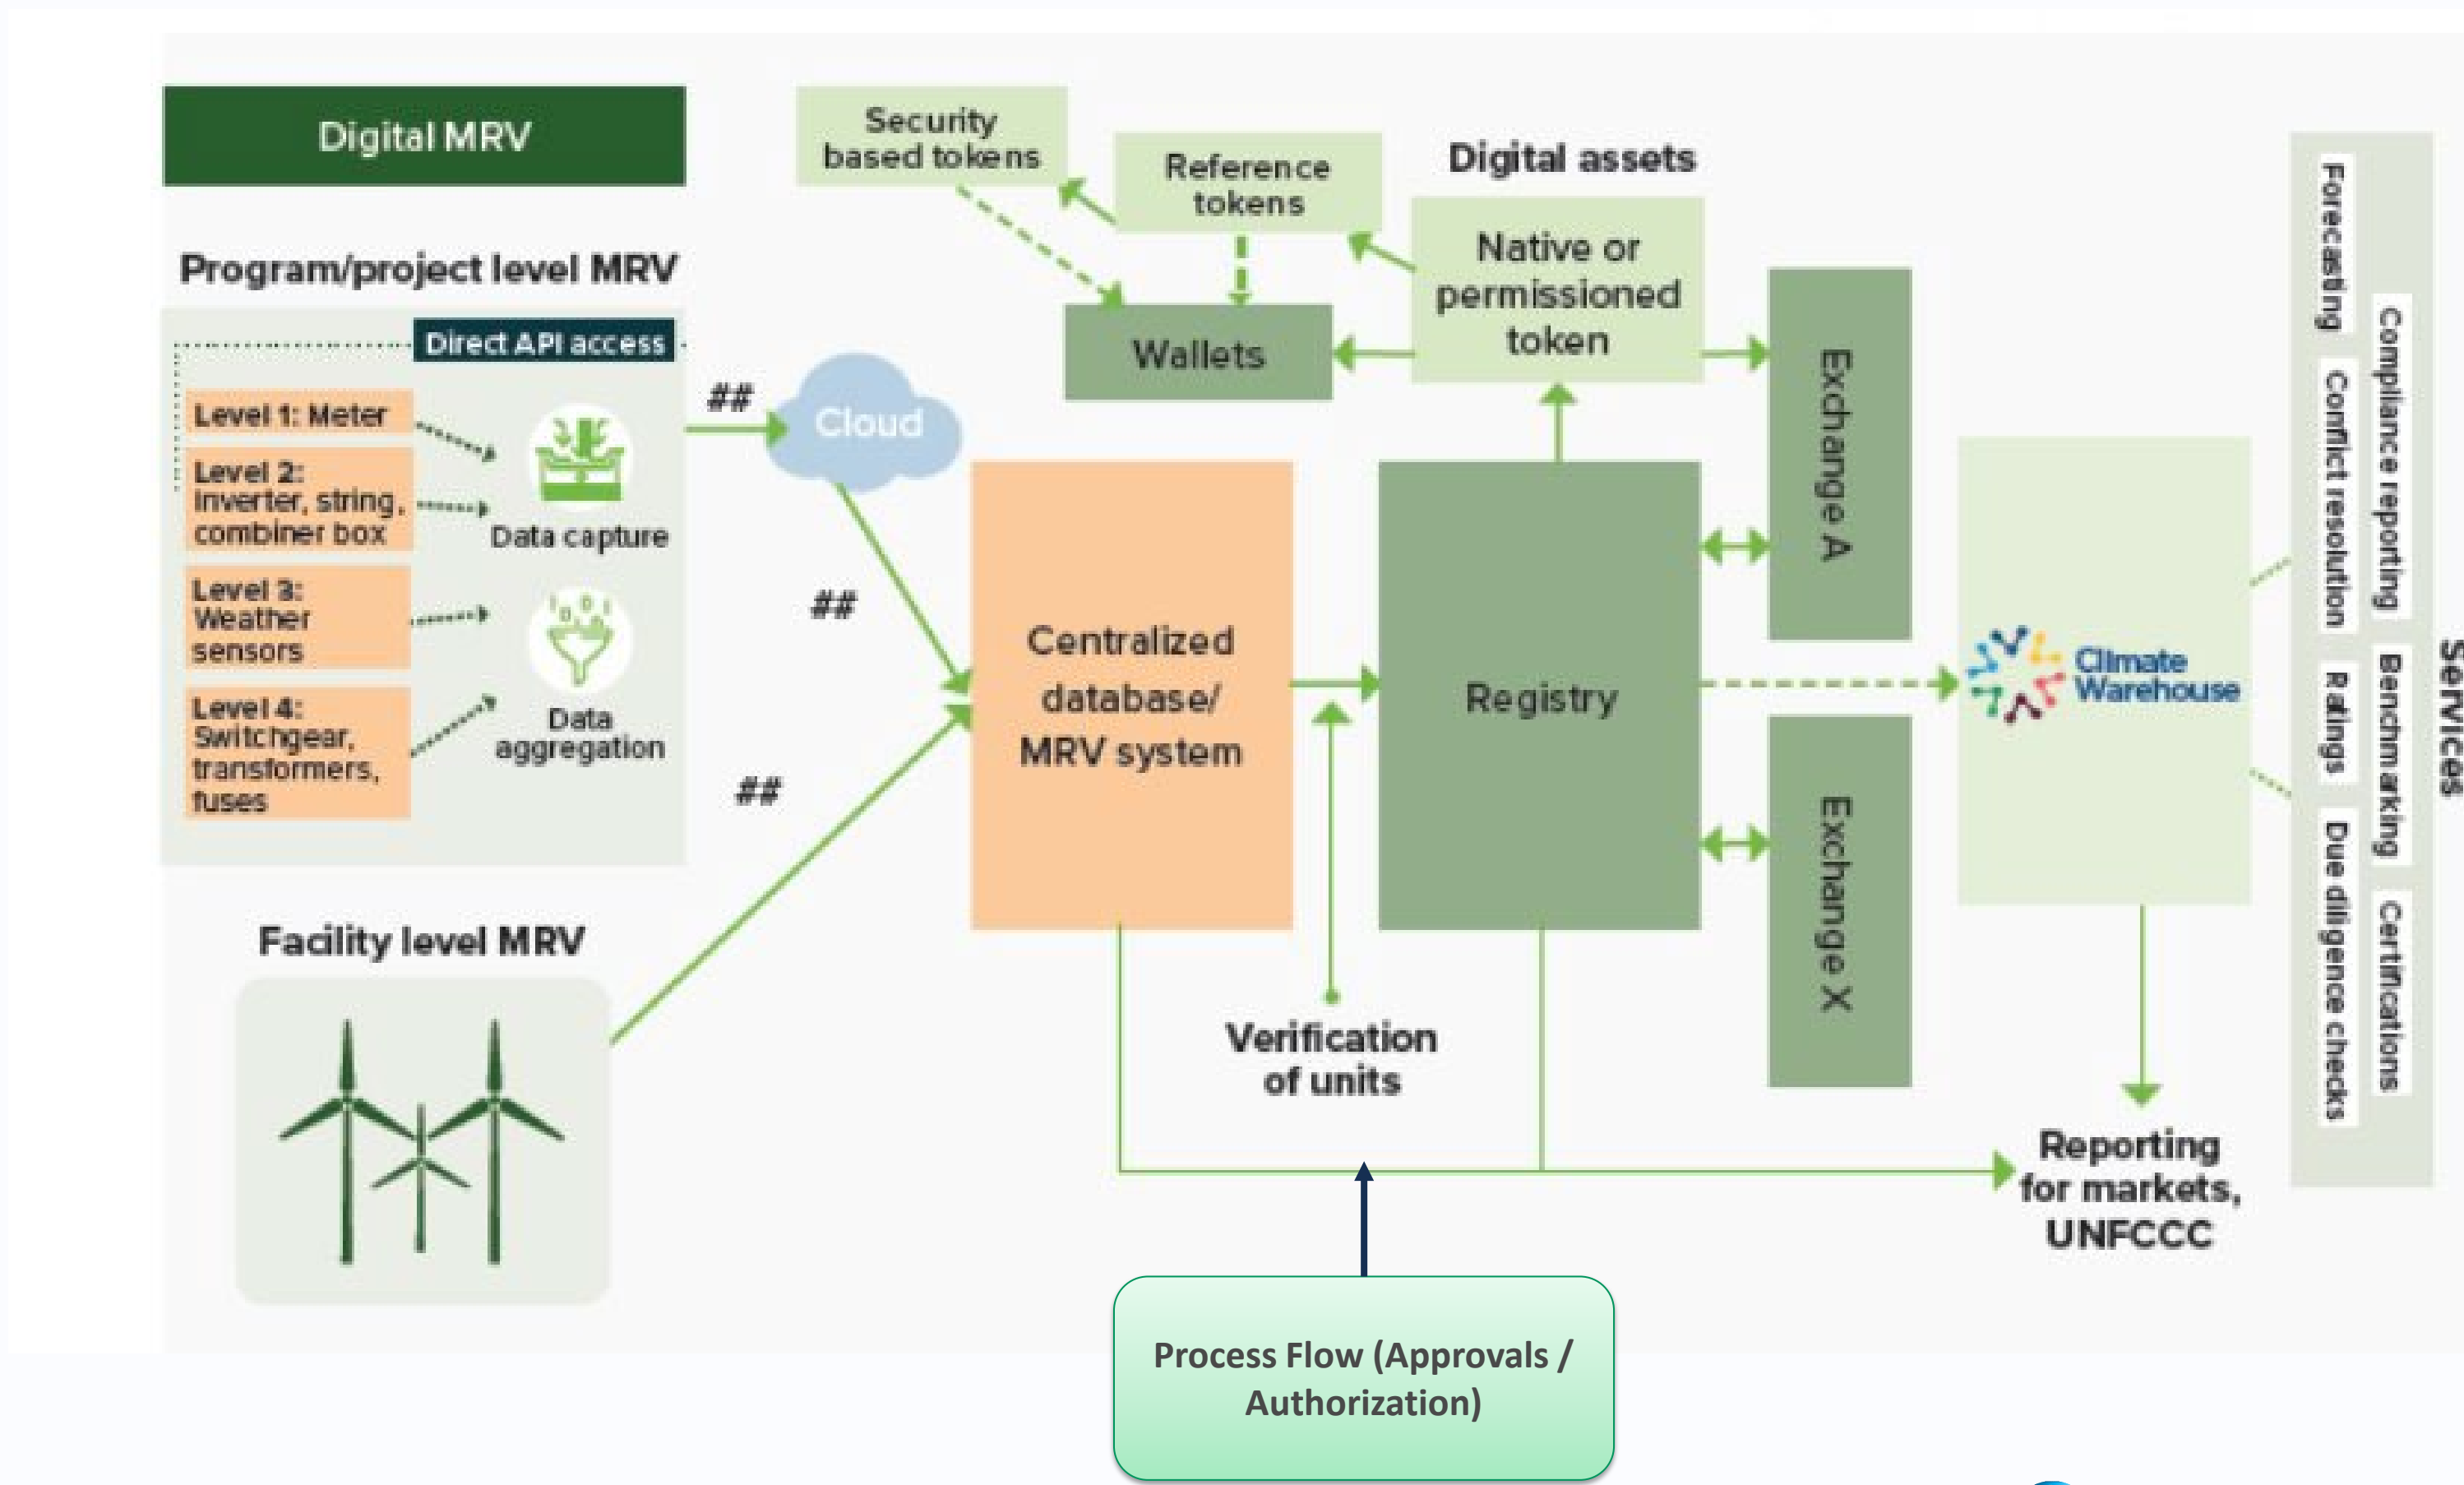 Digital MRV
Program/project level MRV
Direct API access
Level 1: Meter
Level 2:
Inverter, string,
combiner box
Level 3:
Weather
sensors
Level 4:
Switchgear,
transformers,
fuses
Data capture
Data
aggregation
Facility level MRV
##
Cloud
##
##
Security
based tokens
Reference
tokens
Digital assets
Native or
permissioned
token
Wallets
Exchange A
Centralized
database/
MRV system
Registry
Exchange X
Verification
of units
Climate
Warehouse
Reporting
for markets,
UNFCCC
Forecasting
Conflict resolution
Ratings
Due diligence checks
Compliance reporting
Benchmarking
Certifications
Services
Process Flow (Approvals /
Authorization)